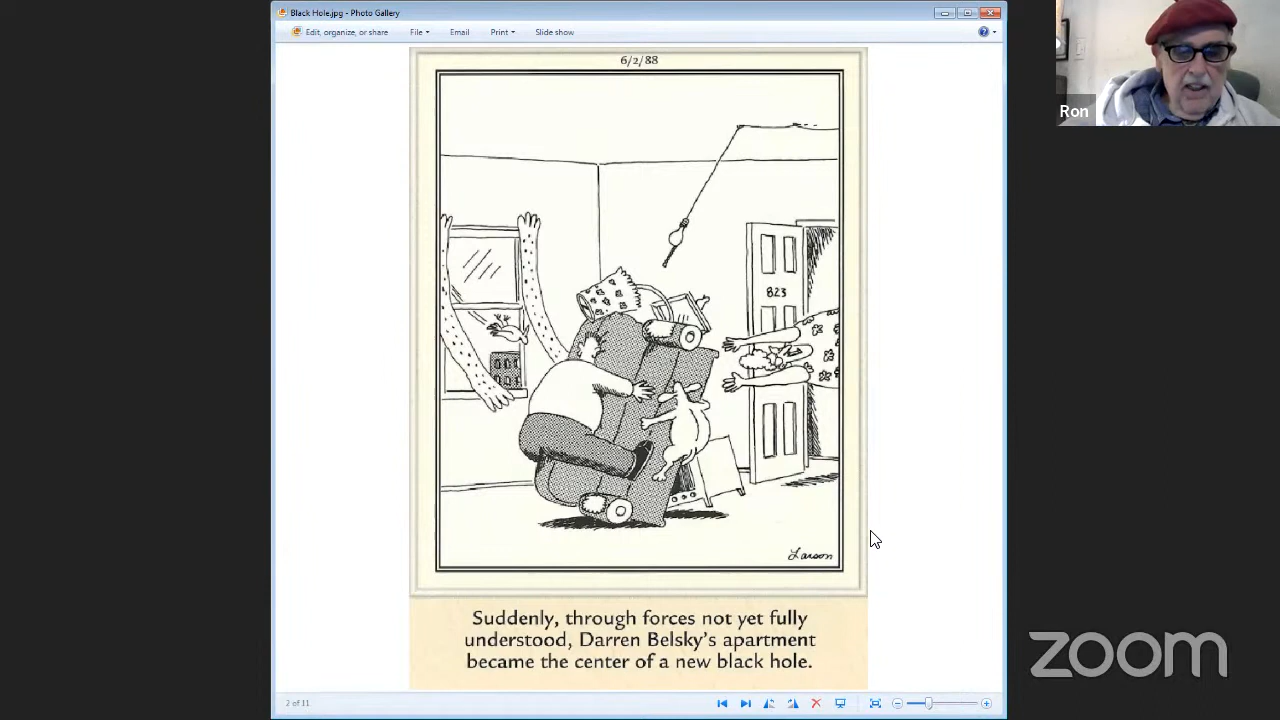 Black Hole.jpg - Photo Gallery
Edit, organize, or share File Email Print Slide show
6/2/88
Ron
823
Larson
Suddenly, through forces not yet fully
understood, Darren Belsky's apartment
became the center of a new black hole.
zoom
2 of 11